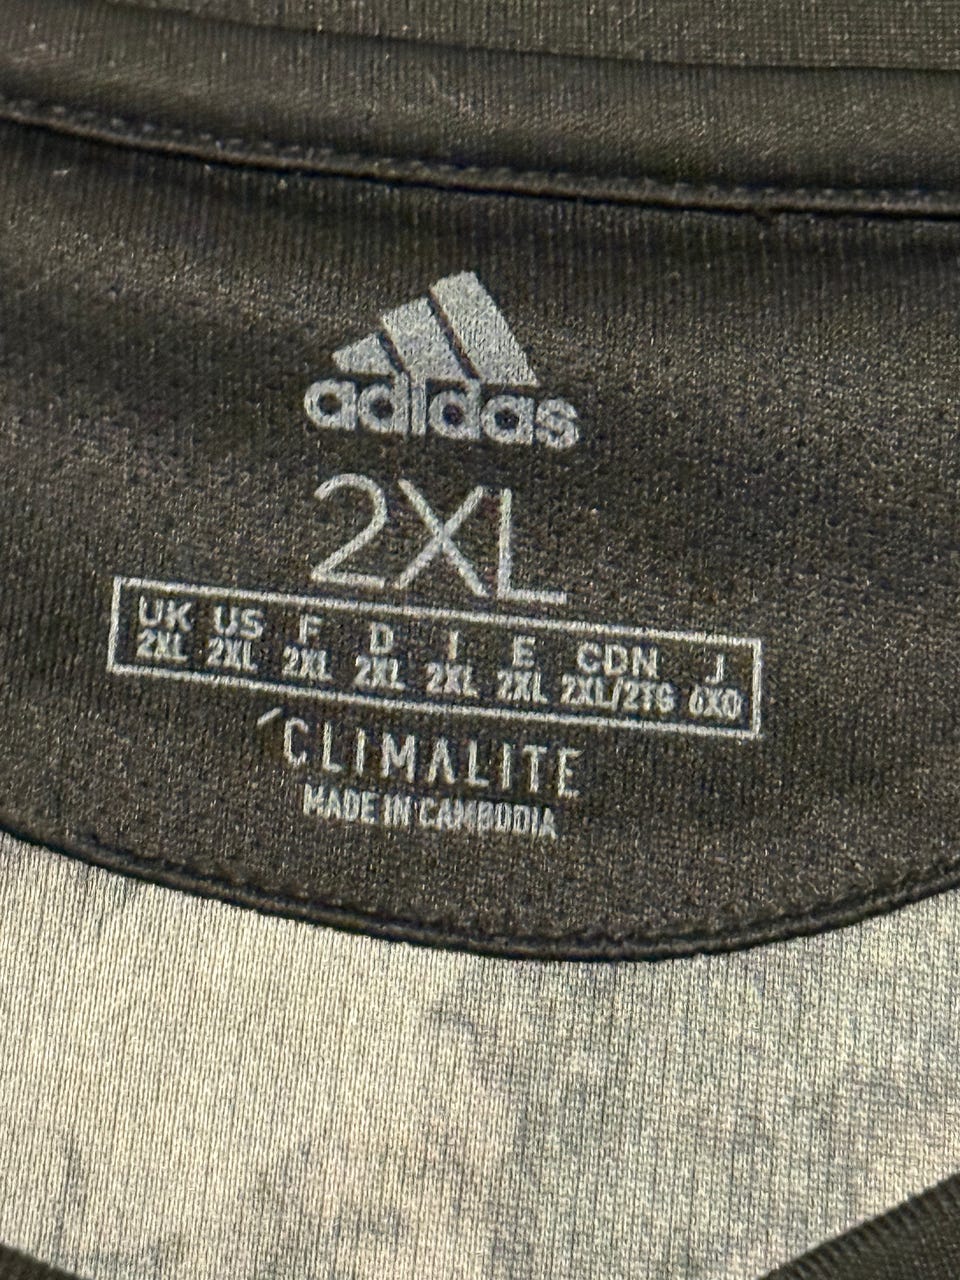 adidas
2XL
UK US F D I E CDN J
2XL 2XL 2XL 2XL 2XL 2XL 2XL/2TG 6XO
CLIMALITE
MADE IN CAMBODIA